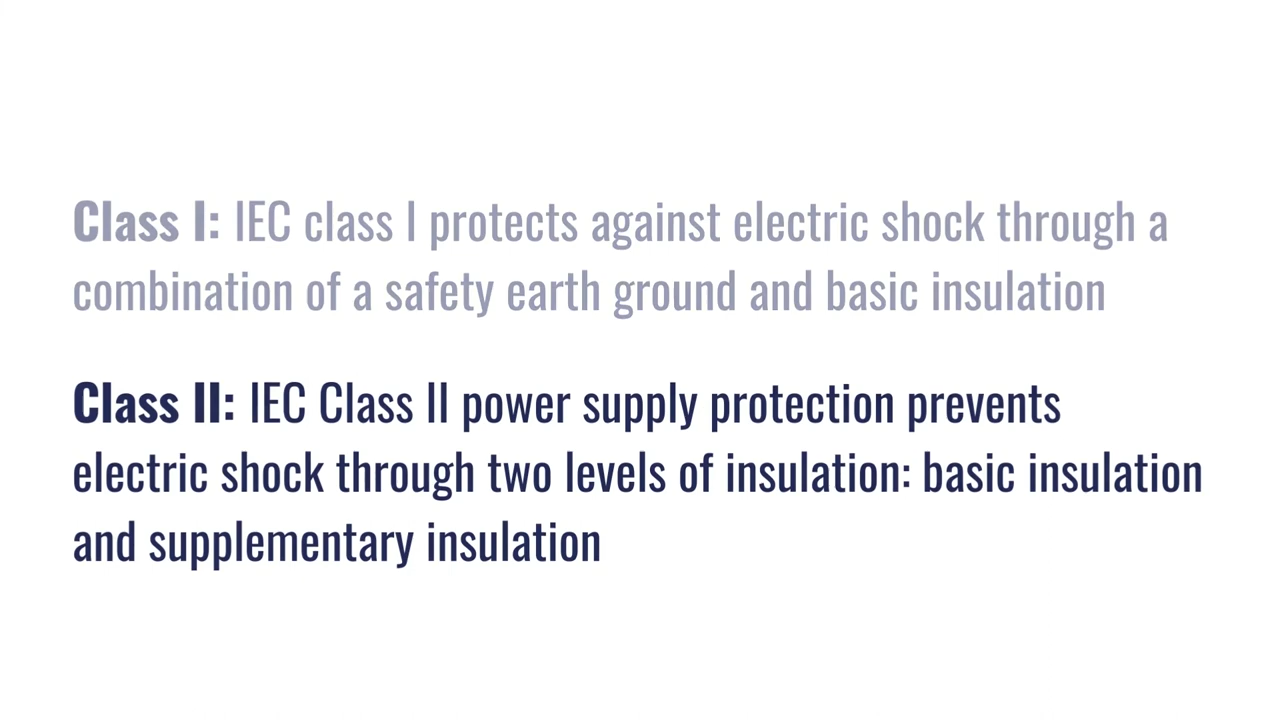 Class I: IEC class I protects against electric shock through a
combination of a safety earth ground and basic insulation
Class II: IEC Class II power supply protection prevents
electric shock through two levels of insulation: basic insulation
and supplementary insulation